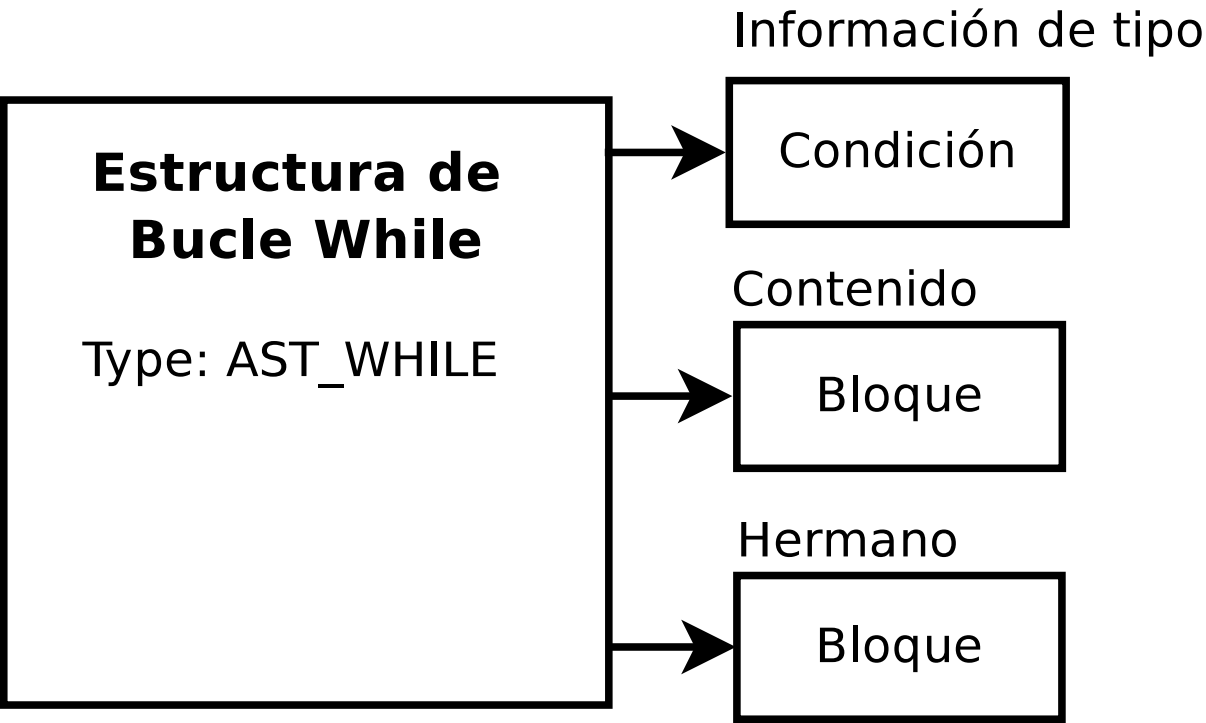 Información de tipo
Condición
Estructura de
Bucle While
Type: AST_WHILE
Contenido
Bloque
Hermano
Bloque